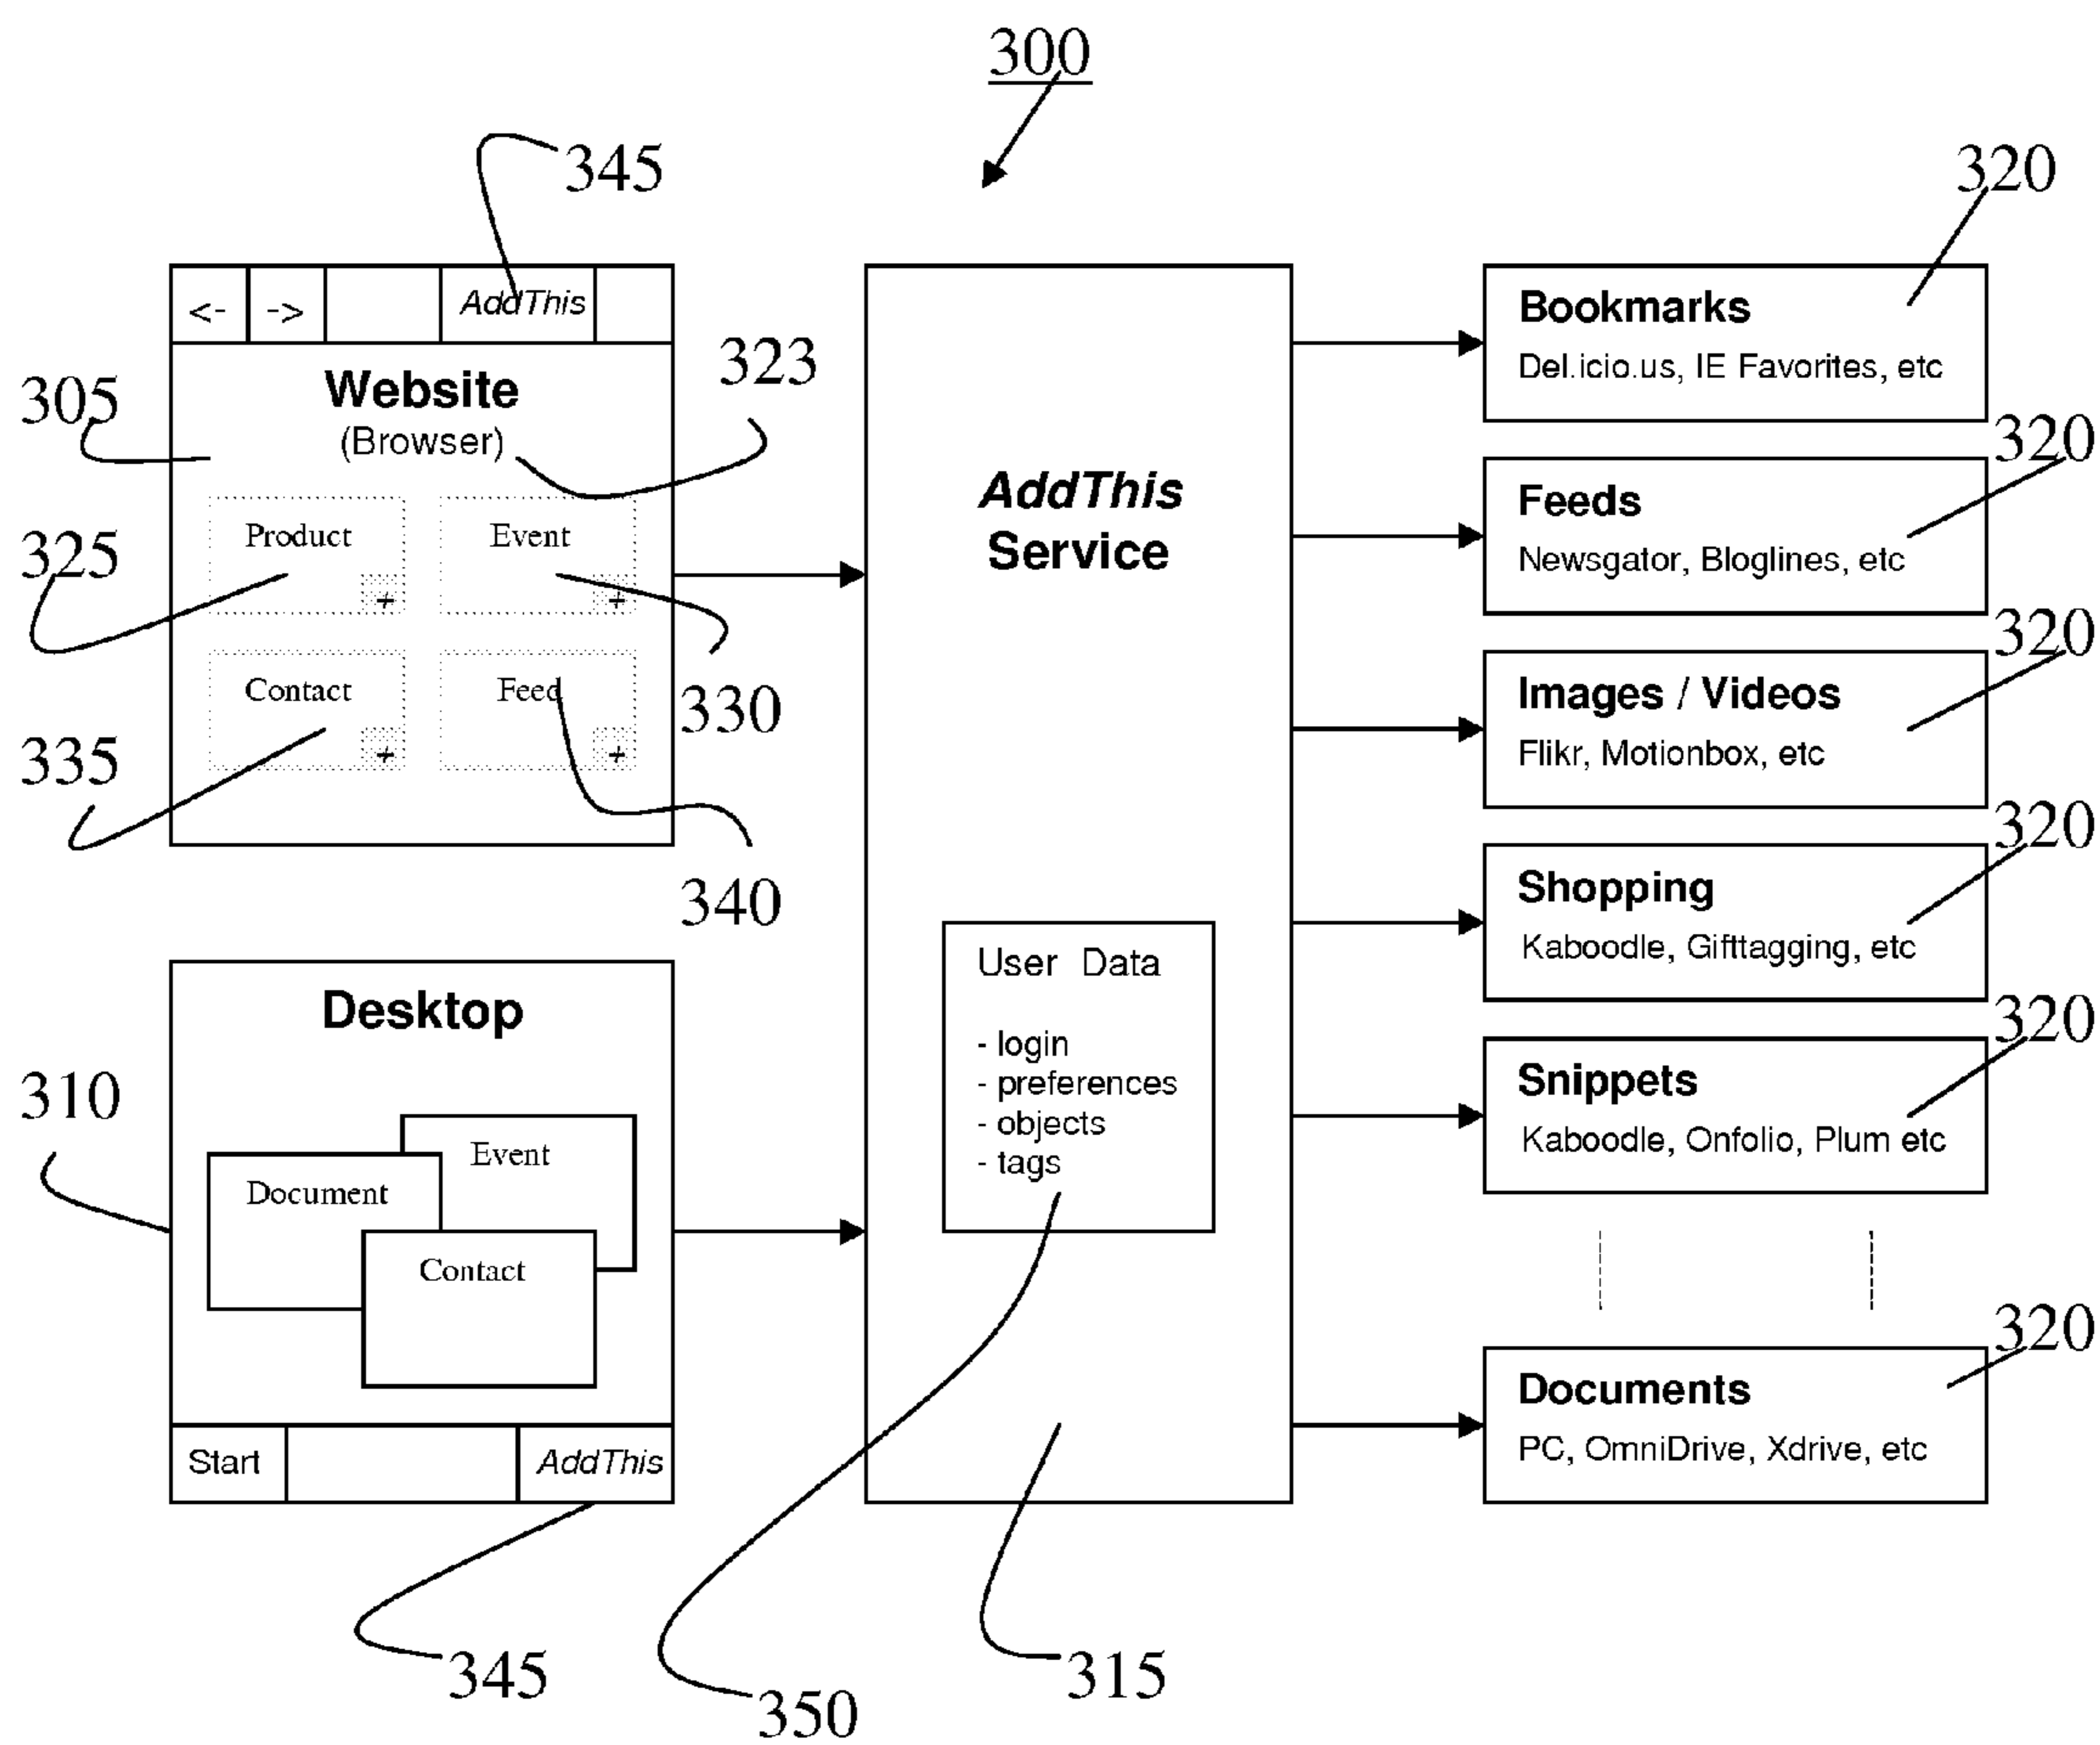 300
345
320
<- -> AddThis
Website
(Browser)
305
323
Product
Event
325
+
+
Contact
Feed
330
335
+
+
340
Desktop
310
Event
Document
Contact
Start
AddThis
345
AddThis
Service
User Data
- login
- preferences
- objects
- tags
350
315
Bookmarks
Del.icio.us, IE Favorites, etc
320
Feeds
Newsgator, Bloglines, etc
320
Images / Videos
Flikr, Motionbox, etc
320
Shopping
Kaboodle, Gifttagging, etc
320
Snippets
Kaboodle, Onfolio, Plum etc
320
Documents
PC, OmniDrive, Xdrive, etc